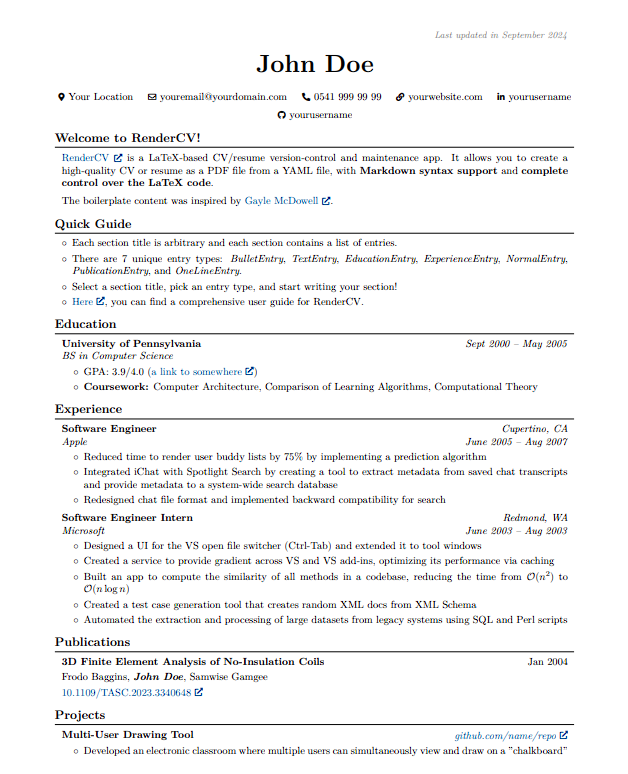 Last updated in September 2024
John Doe
Your Location youremail@yourdomain.com 0541 999 99 99 yourwebsite.com yourusername
yourusername
Welcome to RenderCV!
RenderCV is a LaTeX-based CV/resume version-control and maintenance app. It allows you to create a
high-quality CV or resume as a PDF file from a YAML file, with Markdown syntax support and complete
control over the LaTeX code.
The boilerplate content was inspired by Gayle McDowell.
Quick Guide
◦ Each section title is arbitrary and each section contains a list of entries.
◦ There are 7 unique entry types: BulletEntry, TextEntry, EducationEntry, ExperienceEntry, NormalEntry,
PublicationEntry, and OneLineEntry.
◦ Select a section title, pick an entry type, and start writing your section!
◦ Here, you can find a comprehensive user guide for RenderCV.
Education
University of Pennsylvania Sept 2000 – May 2005
BS in Computer Science
◦ GPA: 3.9/4.0 (a link to somewhere)
◦ Coursework: Computer Architecture, Comparison of Learning Algorithms, Computational Theory
Experience
Software Engineer Cupertino, CA
Apple June 2005 – Aug 2007
◦ Reduced time to render user buddy lists by 75% by implementing a prediction algorithm
◦ Integrated iChat with Spotlight Search by creating a tool to extract metadata from saved chat transcripts
and provide metadata to a system-wide search database
◦ Redesigned chat file format and implemented backward compatibility for search
Software Engineer Intern Redmond, WA
Microsoft June 2003 – Aug 2003
◦ Designed a UI for the VS open file switcher (Ctrl-Tab) and extended it to tool windows
◦ Created a service to provide gradient across VS and VS add-ins, optimizing its performance via caching
◦ Built an app to compute the similarity of all methods in a codebase, reducing the time from O(n²) to
O(n log n)
◦ Created a test case generation tool that creates random XML docs from XML Schema
◦ Automated the extraction and processing of large datasets from legacy systems using SQL and Perl scripts
Publications
3D Finite Element Analysis of No-Insulation Coils Jan 2004
Frodo Baggins, John Doe, Samwise Gamgee
10.1109/TASC.2023.3340648
Projects
Multi-User Drawing Tool github.com/name/repo
◦ Developed an electronic classroom where multiple users can simultaneously view and draw on a "chalkboard"